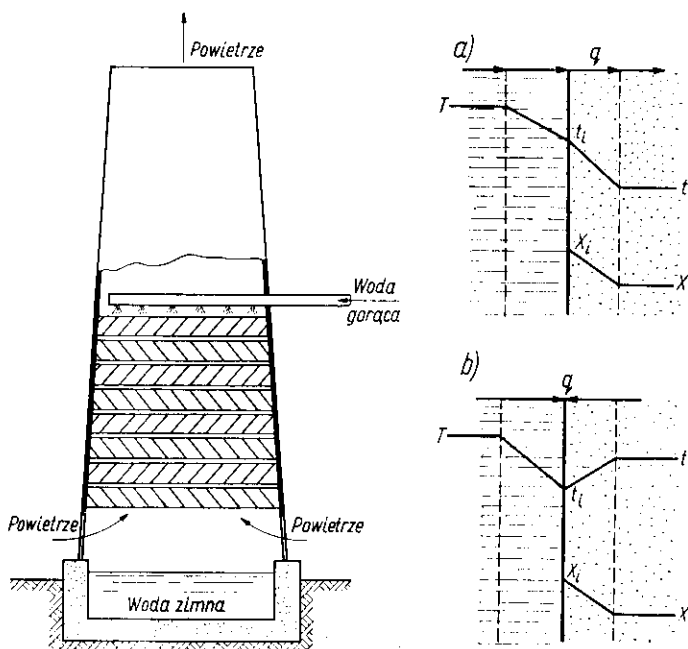 Powietrze
Woda
gorąca
Powietrze
Powietrze
Woda zimna
a)
q
T
t_i
t
X_i
X
b)
q
T
t
t_i
X_i
X